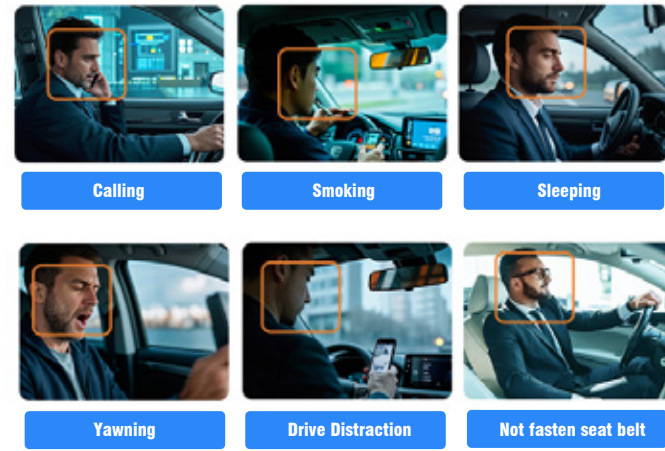 Calling
Smoking
Sleeping
Yawning
Drive Distraction
Not fasten seat belt